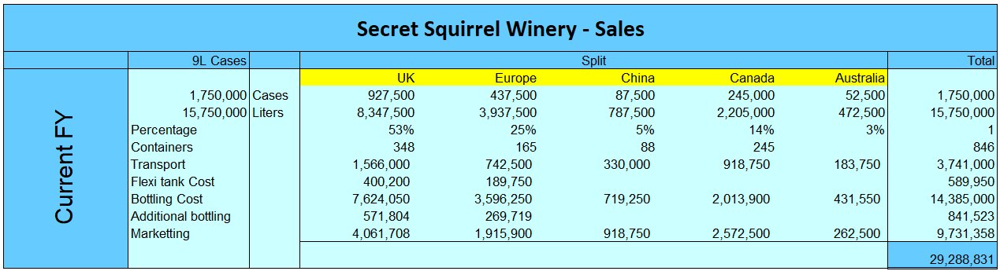 Secret Squirrel Winery - Sales
9L Cases Split Total
Current FY
UK Europe China Canada Australia
1,750,000 Cases 927,500 437,500 87,500 245,000 52,500 1,750,000
15,750,000 Liters 8,347,500 3,937,500 787,500 2,205,000 472,500 15,750,000
Percentage 53% 25% 5% 14% 3% 1
Containers 348 165 88 245 846
Transport 1,566,000 742,500 330,000 918,750 183,750 3,741,000
Flexi tank Cost 400,200 189,750 589,950
Bottling Cost 7,624,050 3,596,250 719,250 2,013,900 431,550 14,385,000
Additional bottling 571,804 269,719 841,523
Marketting 4,061,708 1,915,900 918,750 2,572,500 262,500 9,731,358
29,288,831